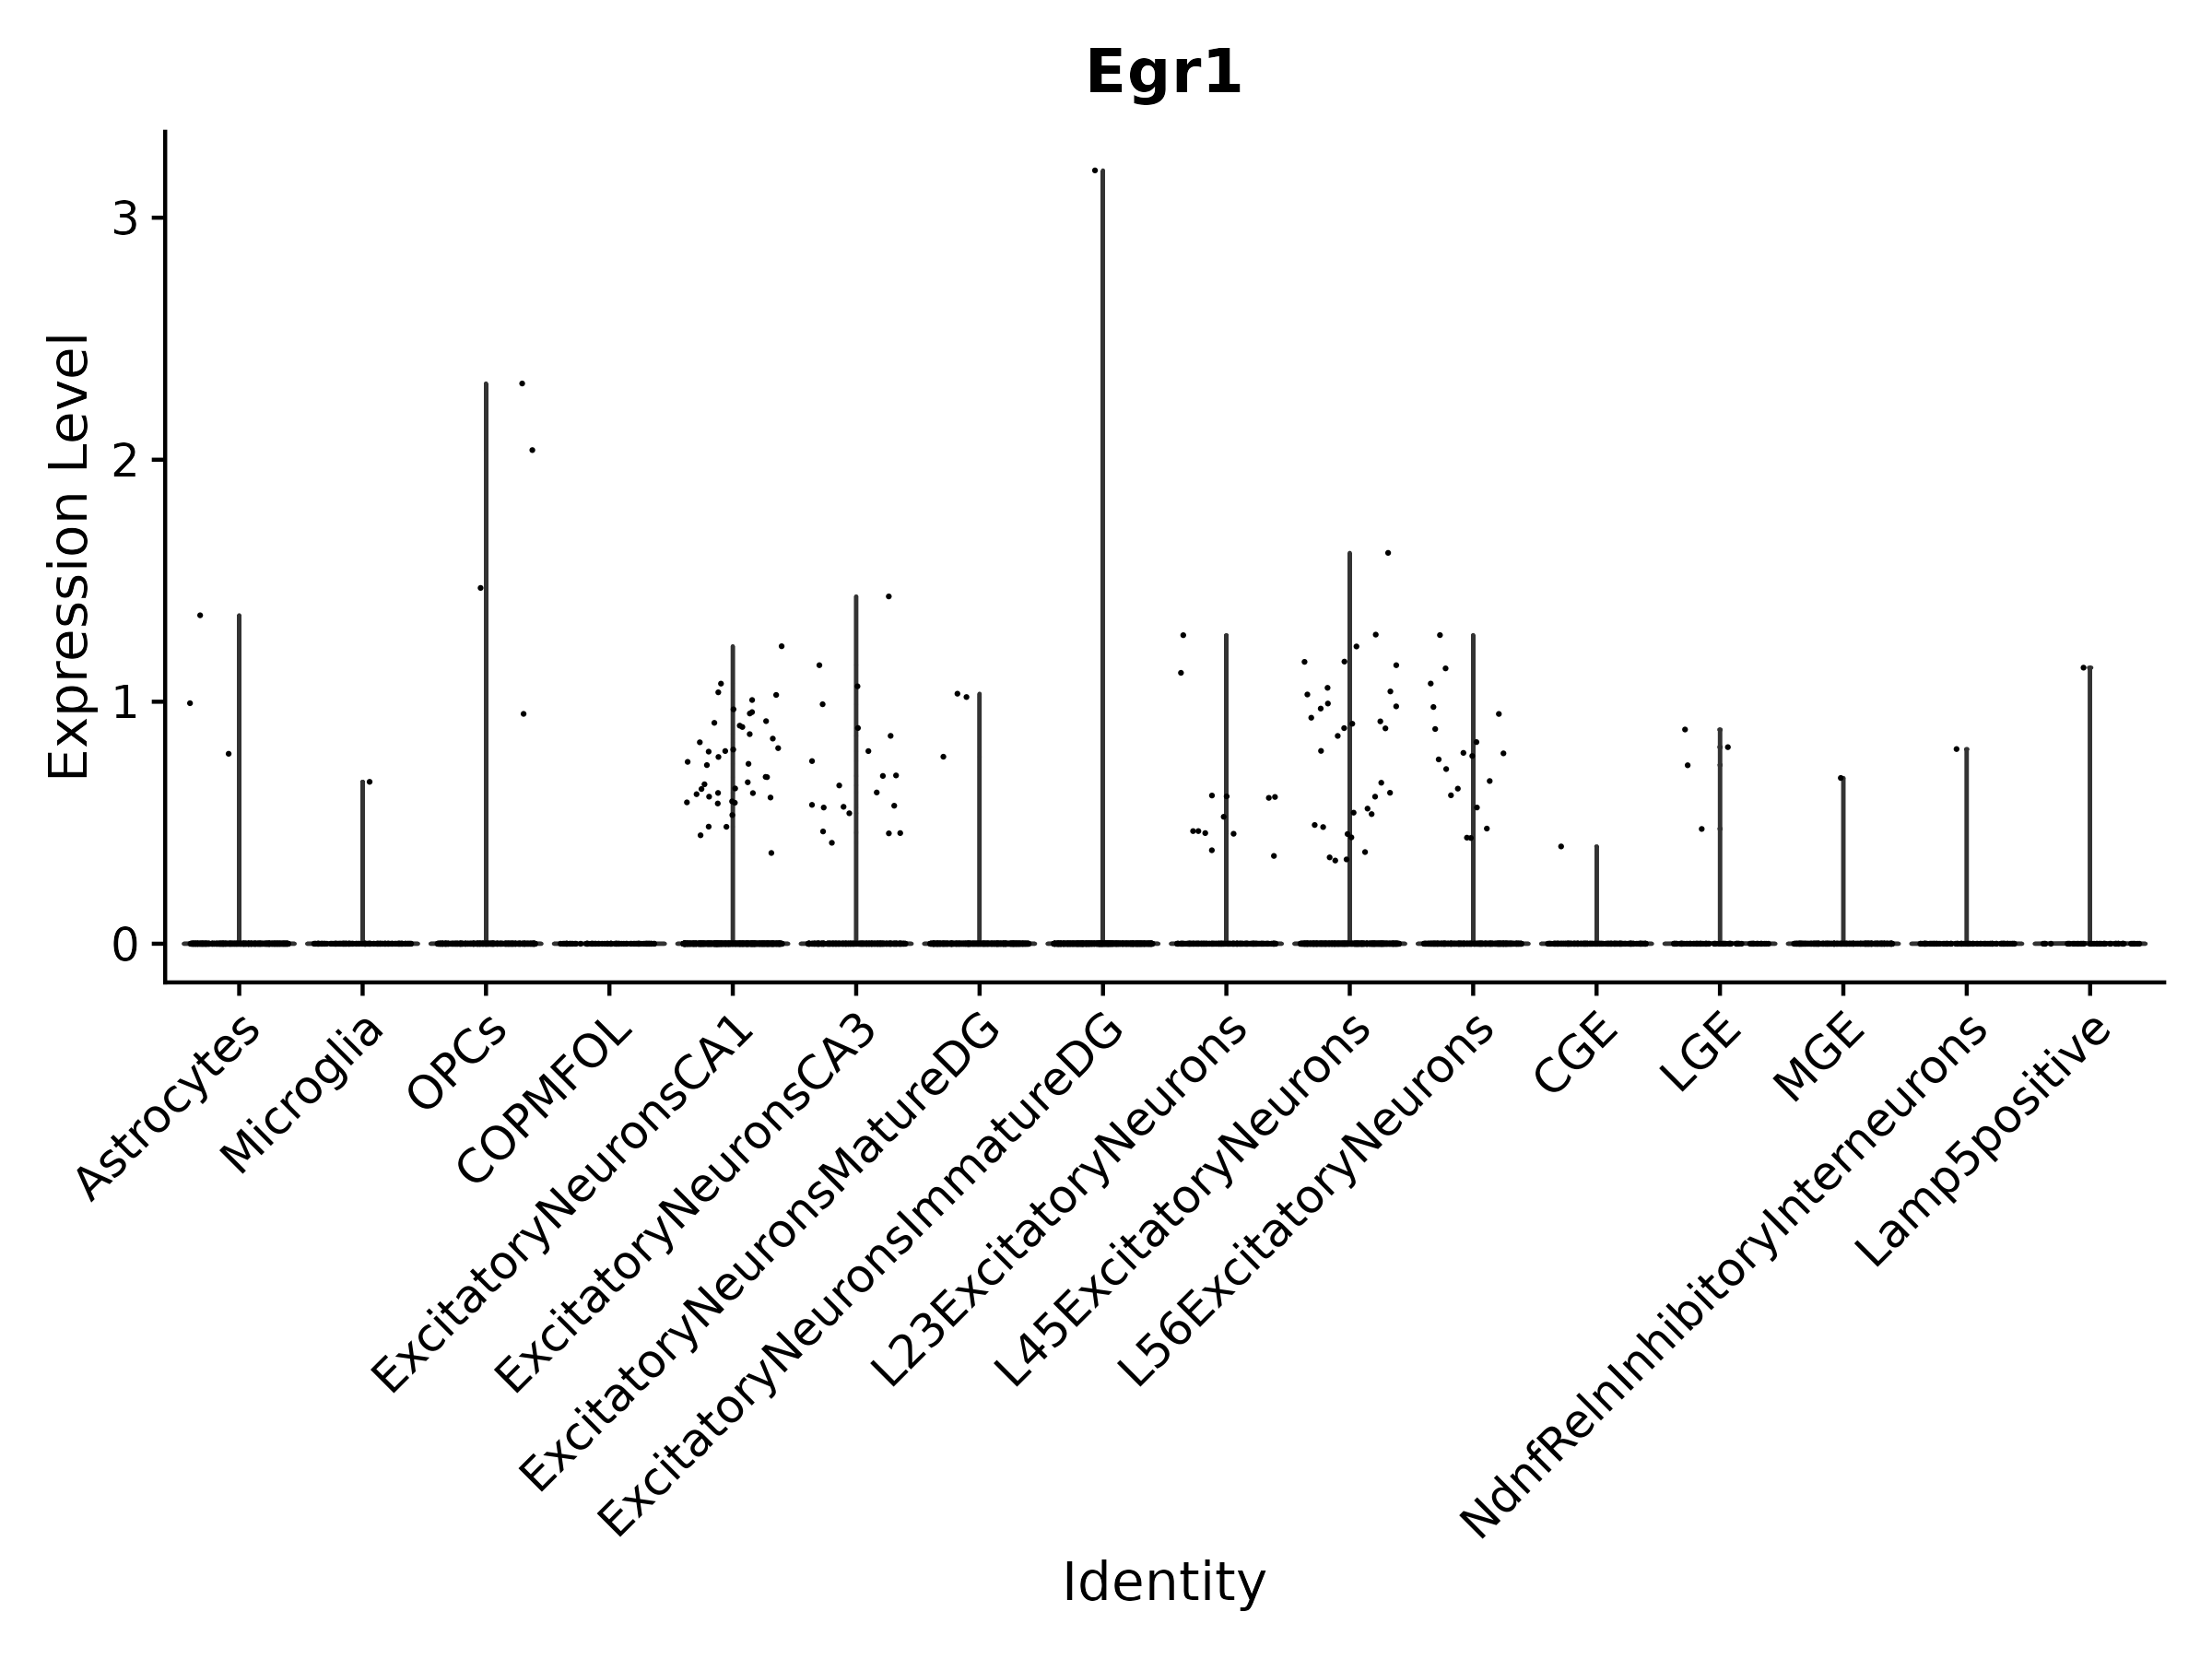 Egr1
Expression Level
3
2
1
0
Astrocytes
Microglia
OPCs
COPMFOL
ExcitatoryNeuronsCA1
ExcitatoryNeuronsCA3
ExcitatoryNeuronsMatureDG
ExcitatoryNeuronsImmatureDG
L23ExcitatoryNeurons
L45ExcitatoryNeurons
L56ExcitatoryNeurons
CGE
LGE
MGE
NdnfRelnInhibitoryInterneurons
Lamp5positive
Identity